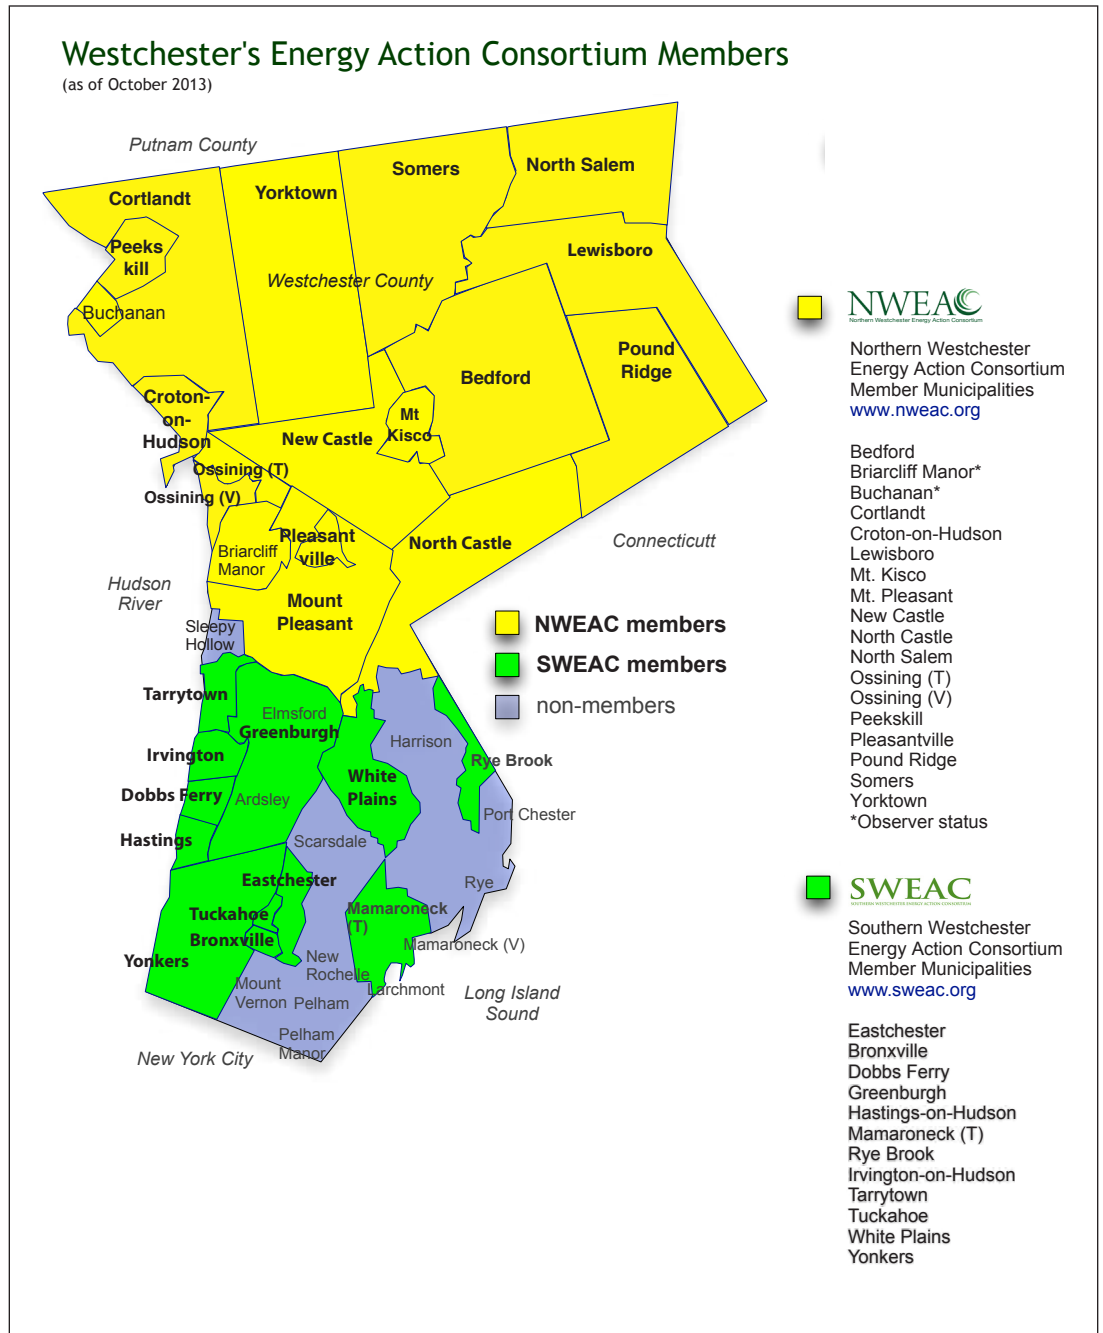 Westchester's Energy Action Consortium Members
(as of October 2013)
Putnam County
Somers
North Salem
Cortlandt
Yorktown
Peeks
kill
Lewisboro
Westchester County
Buchanan
Pound
Ridge
Bedford
Croton-
on-
Hudson
Mt
Kisco
New Castle
Ossining (T)
Ossining (V)
Pleasant
ville
Briarcliff
Manor
North Castle
Connecticutt
Hudson
River
Mount
Pleasant
Sleepy
Hollow
NWEAC members
SWEAC members
non-members
Tarrytown
Elmsford
Greenburgh
Harrison
Irvington
Rye Brook
White
Plains
Dobbs Ferry
Ardsley
Port Chester
Hastings
Scarsdale
Eastchester
Rye
Tuckahoe
Mamaroneck
(T)
Bronxville
Mamaroneck (V)
Yonkers
New
Rochelle
Mount
Vernon
Pelham
Larchmont
Long Island
Sound
Pelham
Manor
New York City
NWEAC
Northern Westchester Energy Action Consortium
Northern Westchester
Energy Action Consortium
Member Municipalities
www.nweac.org
Bedford
Briarcliff Manor*
Buchanan*
Cortlandt
Croton-on-Hudson
Lewisboro
Mt. Kisco
Mt. Pleasant
New Castle
North Castle
North Salem
Ossining (T)
Ossining (V)
Peekskill
Pleasantville
Pound Ridge
Somers
Yorktown
*Observer status
SWEAC
SOUTHERN WESTCHESTER ENERGY ACTION CONSORTIUM
Southern Westchester
Energy Action Consortium
Member Municipalities
www.sweac.org
Eastchester
Bronxville
Dobbs Ferry
Greenburgh
Hastings-on-Hudson
Mamaroneck (T)
Rye Brook
Irvington-on-Hudson
Tarrytown
Tuckahoe
White Plains
Yonkers